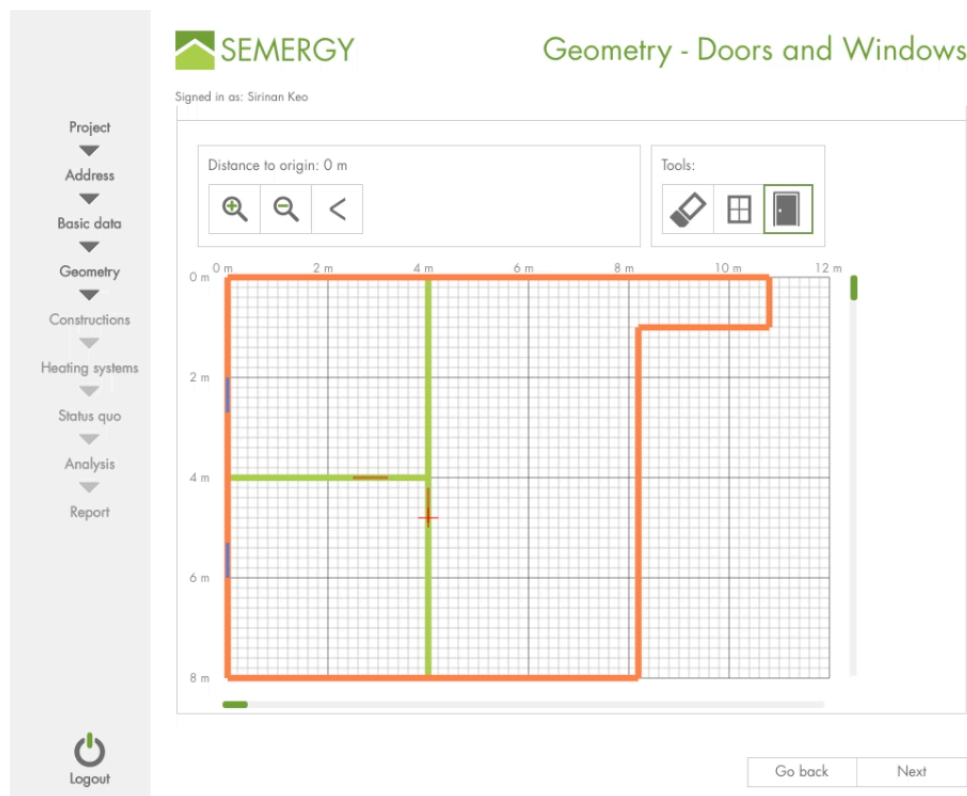 SEMERGY
Geometry - Doors and Windows
Signed in as: Sirinan Keo
Project
Address
Basic data
Geometry
Constructions
Heating systems
Status quo
Analysis
Report
Logout
Distance to origin: 0 m
Tools:
0 m 2 m 4 m 6 m 8 m 10 m 12 m
0 m
2 m
4 m
6 m
8 m
Go back Next